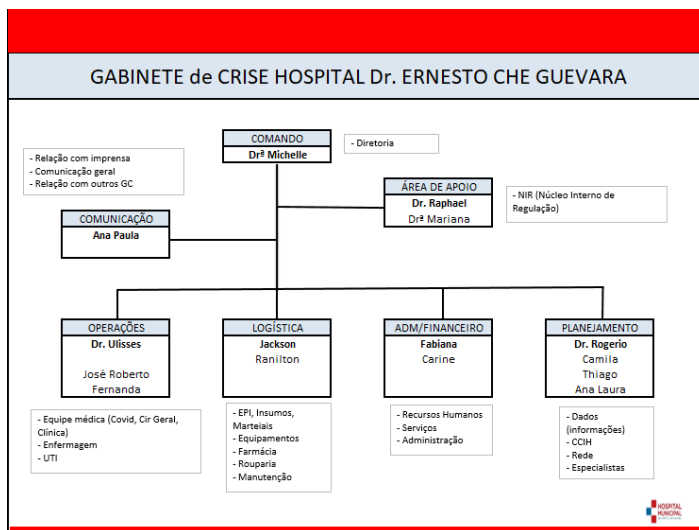 GABINETE de CRISE HOSPITAL Dr. ERNESTO CHE GUEVARA
COMANDO
Drª Michelle
- Diretoria
- Relação com imprensa
- Comunicação geral
- Relação com outros GC
ÁREA DE APOIO
Dr. Raphael
Drª Mariana
- NIR (Núcleo Interno de
Regulação)
COMUNICAÇÃO
Ana Paula
OPERAÇÕES
Dr. Ulisses
José Roberto
Fernanda
LOGÍSTICA
Jackson
Ranilton
ADM/FINANCEIRO
Fabiana
Carine
PLANEJAMENTO
Dr. Rogerio
Camila
Thiago
Ana Laura
- Equipe médica (Covid, Cir Geral,
Clínica)
- Enfermagem
- UTI
- EPI, Insumos,
Marteiais
- Equipamentos
- Farmácia
- Rouparia
- Manutenção
- Recursos Humanos
- Serviços
- Administração
- Dados
(informações)
- CCIH
- Rede
- Especialistas
HOSPITAL
MUNICIPAL